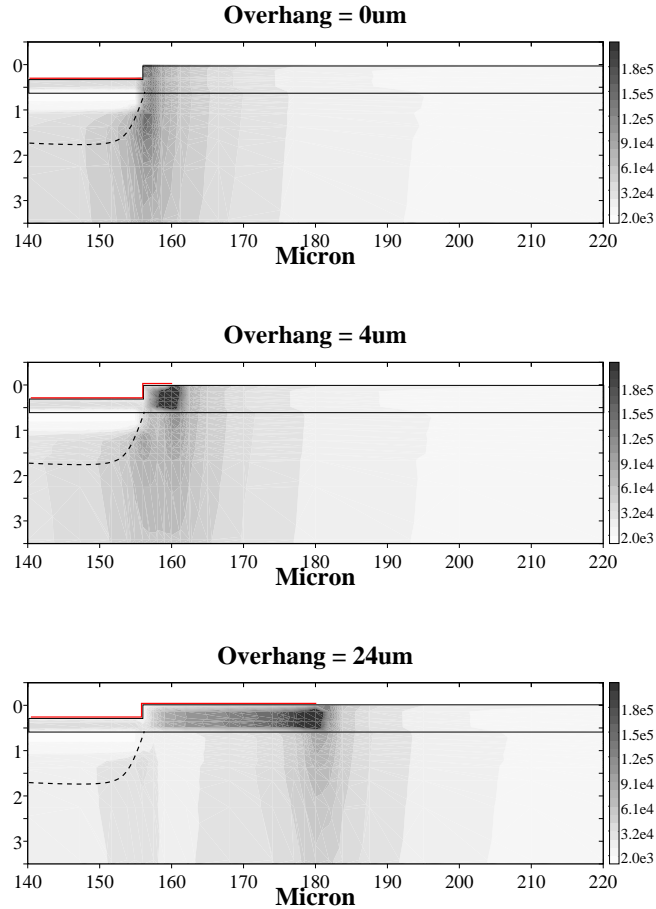 Overhang = 0um
0
1
2
3
140 150 160 170 180 190 200 210 220
Micron
1.8e5
1.5e5
1.2e5
9.1e4
6.1e4
3.2e4
2.0e3
Overhang = 4um
0
1
2
3
140 150 160 170 180 190 200 210 220
Micron
1.8e5
1.5e5
1.2e5
9.1e4
6.1e4
3.2e4
2.0e3
Overhang = 24um
0
1
2
3
140 150 160 170 180 190 200 210 220
Micron
1.8e5
1.5e5
1.2e5
9.1e4
6.1e4
3.2e4
2.0e3